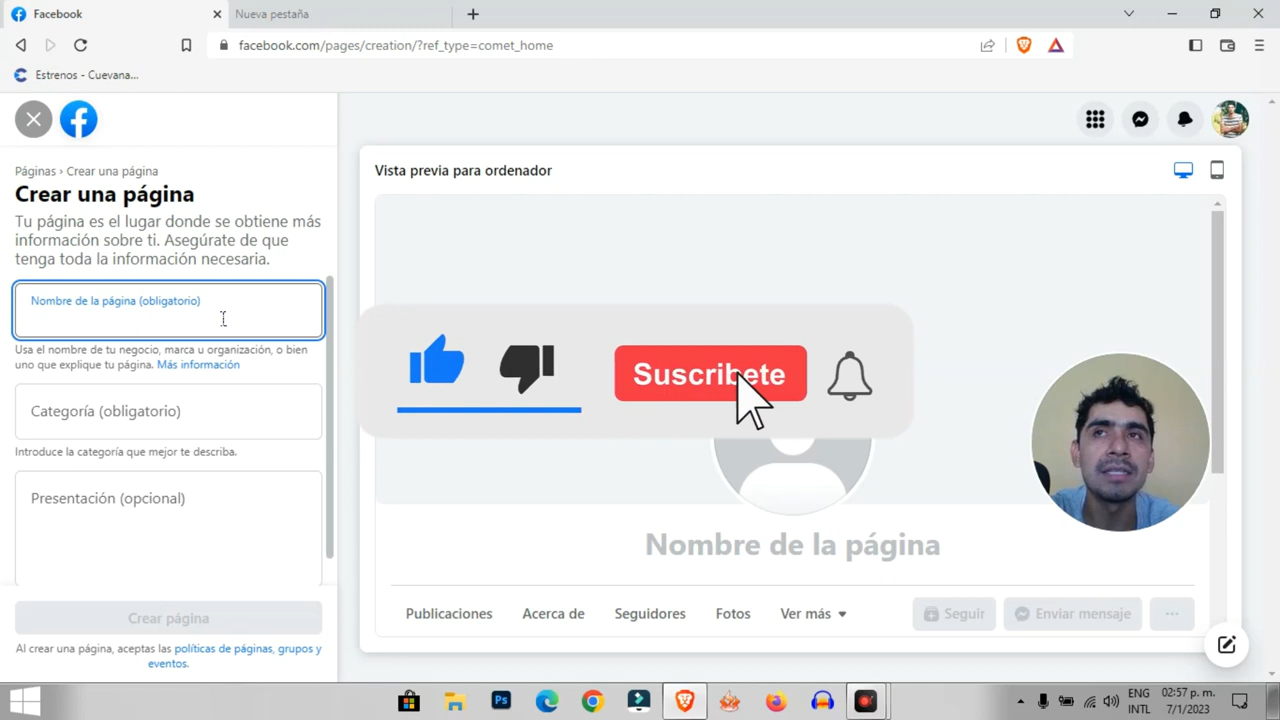 Facebook
Nueva pestaña
facebook.com/pages/creation/?ref_type=comet_home
Estrenos - Cuevana...
Páginas › Crear una página
Crear una página
Tu página es el lugar donde se obtiene más
información sobre ti. Asegúrate de que
tenga toda la información necesaria.
Nombre de la página (obligatorio)
Usa el nombre de tu negocio, marca u organización, o bien
uno que explique tu página. Más información
Categoría (obligatorio)
Introduce la categoría que mejor te describa.
Presentación (opcional)
Crear página
Al crear una página, aceptas las políticas de páginas, grupos y
eventos.
Vista previa para ordenador
Suscribete
Nombre de la página
Publicaciones Acerca de Seguidores Fotos Ver más Seguir Enviar mensaje ...
Ps
ENG
INTL
02:57 p. m.
7/1/2023